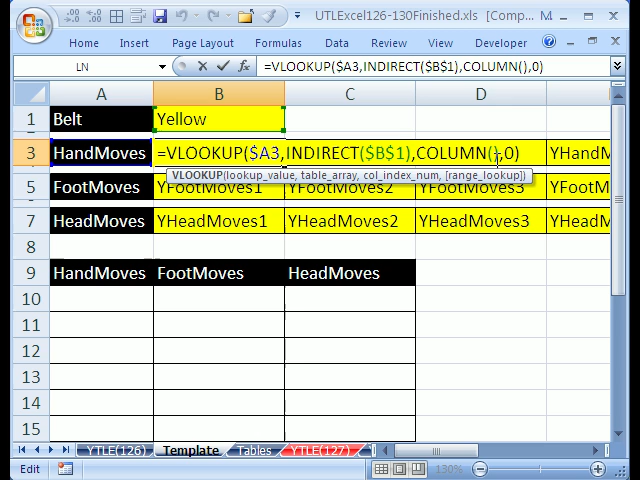 UTLExcel126-130Finished.xls [Comp...
Home Insert Page Layout Formulas Data Review View Developer
LN =VLOOKUP($A3,INDIRECT($B$1),COLUMN(),0)
A B C D
1 Belt Yellow
3 HandMoves =VLOOKUP($A3,INDIRECT($B$1),COLUMN(),0) YHandM
VLOOKUP(lookup_value, table_array, col_index_num, [range_lookup])
5 FootMoves YFootMoves1 YFootMoves2 YFootMoves3 YFootM
7 HeadMoves YHeadMoves1 YHeadMoves2 YHeadMoves3 YHeadM
8
9 HandMoves FootMoves HeadMoves
10
11
12
13
14
15
YTLE(126) Template Tables YTLE(127)
Edit 130%